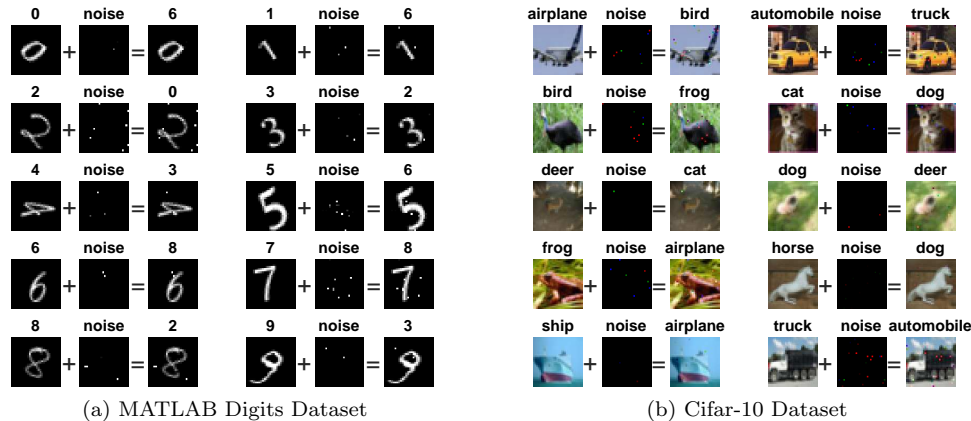 0 noise 6 1 noise 6 airplane noise bird automobile noise truck
+ = + = + = + =
2 noise 0 3 noise 2 bird noise frog cat noise dog
+ = + = + = + =
4 noise 3 5 noise 6 deer noise cat dog noise deer
+ = + = + = + =
6 noise 8 7 noise 8 frog noise airplane horse noise dog
+ = + = + = + =
8 noise 2 9 noise 3 ship noise airplane truck noise automobile
+ = + = + = + =
(a) MATLAB Digits Dataset (b) Cifar-10 Dataset